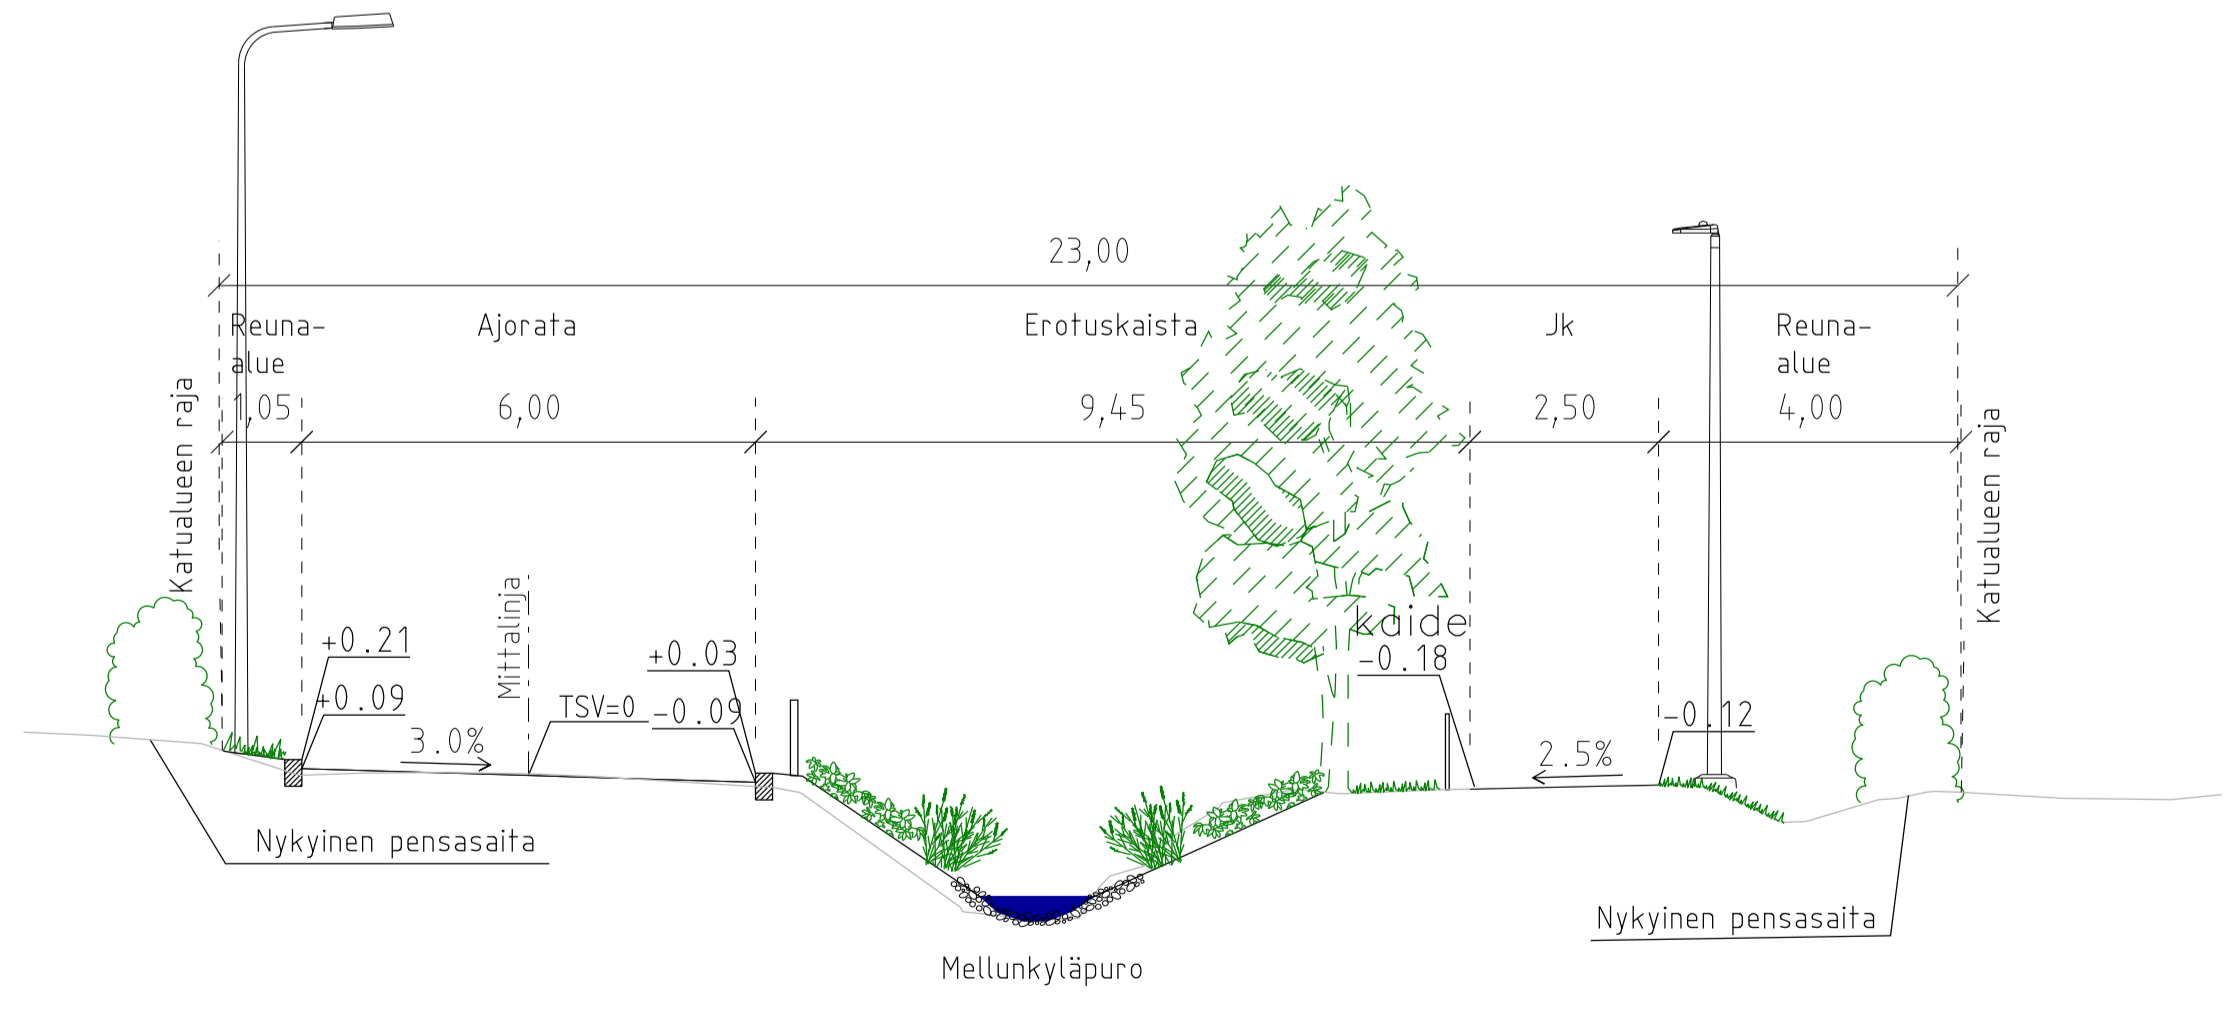 23,00
Reuna-
alue
Ajorata
Erotuskaista
Jk
Reuna-
alue
1,05
6,00
9,45
2,50
4,00
Katualueen raja
Katualueen raja
Mittalinja
+0.21
+0.09
3.0%
TSV=0
+0.03
-0.09
kaide
-0.18
2.5%
-0.12
Nykyinen pensasaita
Nykyinen pensasaita
Mellunkyläpuro